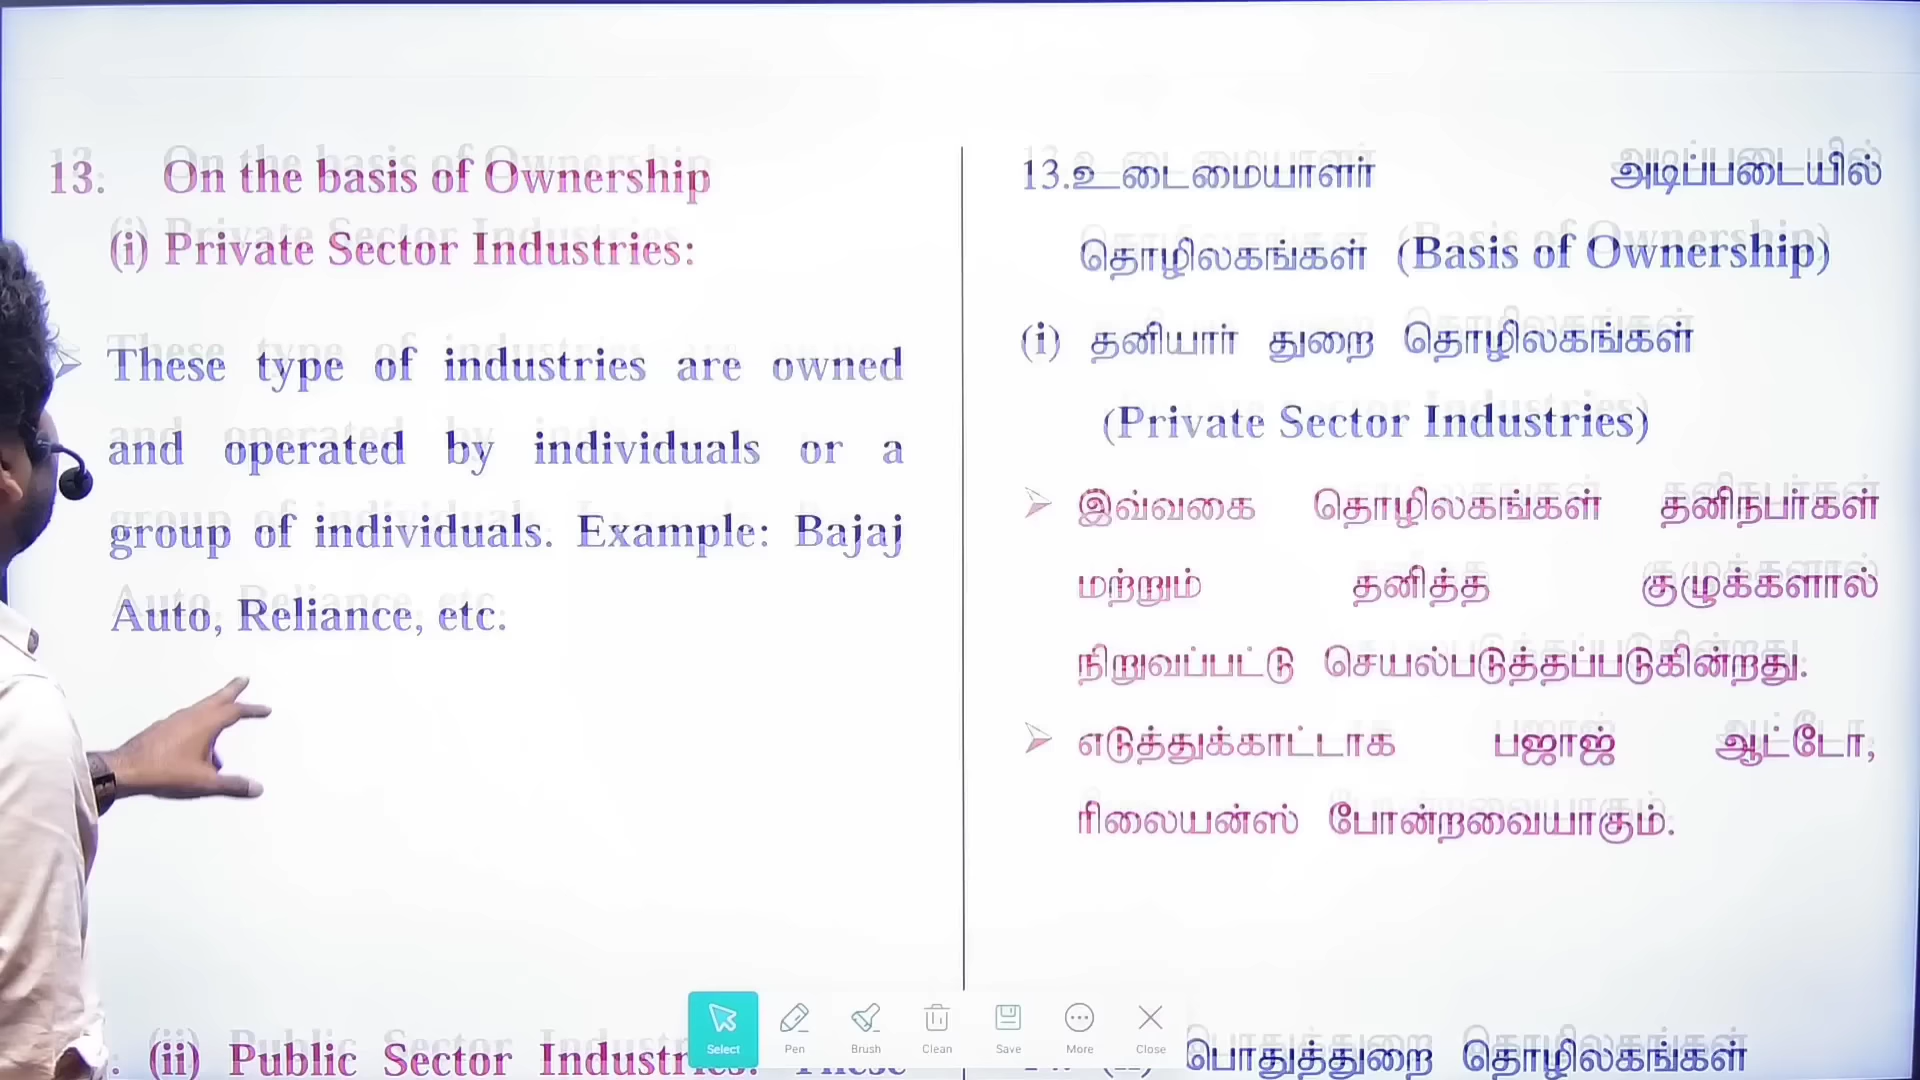 13. On the basis of Ownership
(i) Private Sector Industries:
➢ These type of industries are owned
and operated by individuals or a
group of individuals. Example: Bajaj
Auto, Reliance, etc.
(ii) Public Sector
13.உடைமையாளர் அடிப்படையில்
தொழிலகங்கள் (Basis of Ownership)
(i) தனியார் துறை தொழிலகங்கள்
(Private Sector Industries)
➢ இவ்வகை தொழிலகங்கள் தனிநபர்கள்
மற்றும் தனித்த குழுக்களால்
நிறுவப்பட்டு செயல்படுத்தப்படுகின்றது.
➢ எடுத்துக்காட்டாக பஜாஜ் ஆட்டோ,
ரிலையன்ஸ் போன்றவையாகும்.
பொதுத்துறை தொழிலகங்கள்
Select Pen Brush Clean Save More Close